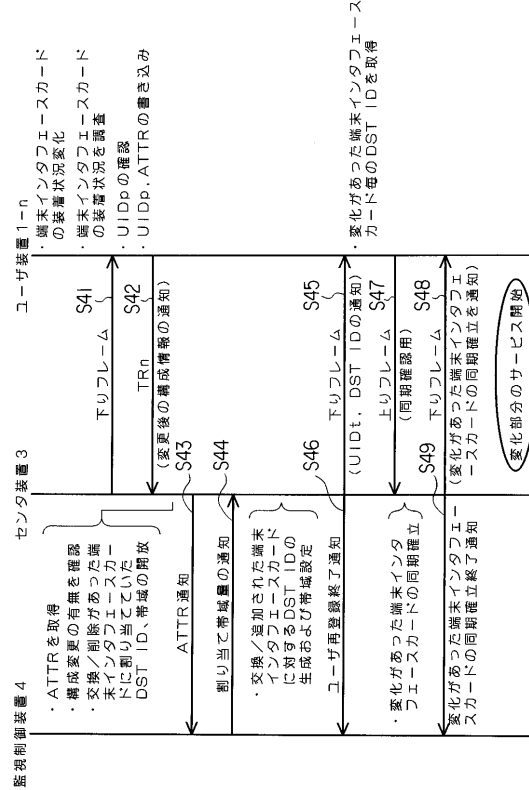 監視制御装置4
センタ装置3
ユーザ装置1-n
・端末インタフェースカード
の装着状況変化
・端末インタフェースカード
の装着状況を調査
・UIDpの確認
・UIDp,ATTRの書き込み
下りフレーム
S41
TRn
S42
(変更後の構成情報の通知)
・ATTRを取得
・構成変更の有無を確認
・交換/削除があった端
末インタフェースカー
ドに割り当てていた
DST ID、帯域の開放
S43
ATTR通知
S44
割り当て帯域量の通知
・交換/追加された端末
インタフェースカード
に対するDST IDの
生成および帯域設定
S46
ユーザ再登録終了通知
下りフレーム
S45
(UIDt, DST IDの通知)
・変化があった端末インタフェース
カード毎のDST IDを取得
上りフレーム
S47
(同期確認用)
・変化があった端末インタ
フェースカードの同期確立
下りフレーム
S48
(変化があった端末インタフェ
ースカードの同期確立を通知)
S49
変化があった端末インタフェー
スカードの同期確立終了通知
変化部分のサービス開始